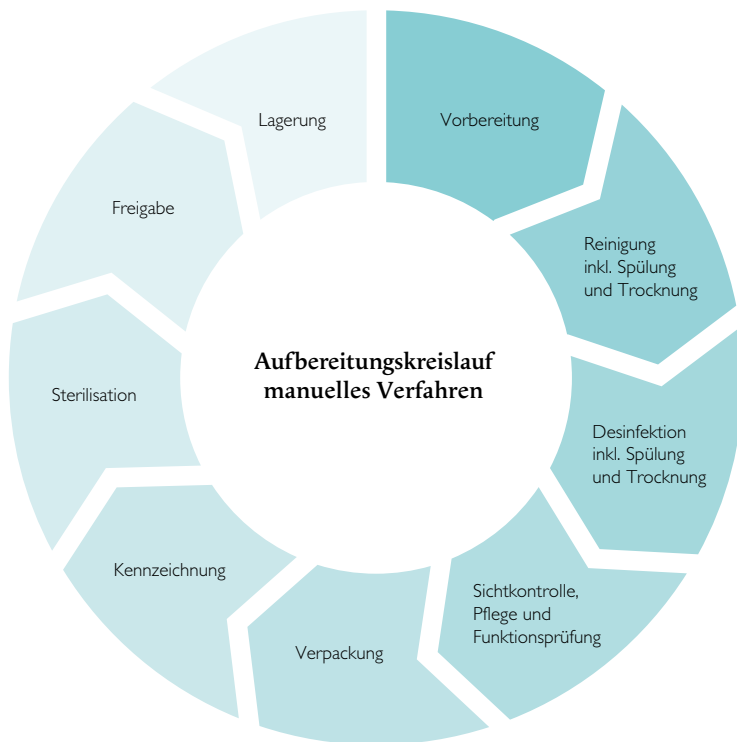 Aufbereitungskreislauf
manuelles Verfahren
Vorbereitung
Reinigung
inkl. Spülung
und Trocknung
Desinfektion
inkl. Spülung
und Trocknung
Sichtkontrolle,
Pflege und
Funktionsprüfung
Verpackung
Kennzeichnung
Sterilisation
Freigabe
Lagerung